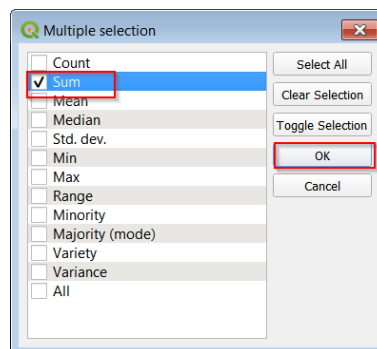 Multiple selection
Count
Sum
Mean
Median
Std. dev.
Min
Max
Range
Minority
Majority (mode)
Variety
Variance
All
Select All
Clear Selection
Toggle Selection
OK
Cancel